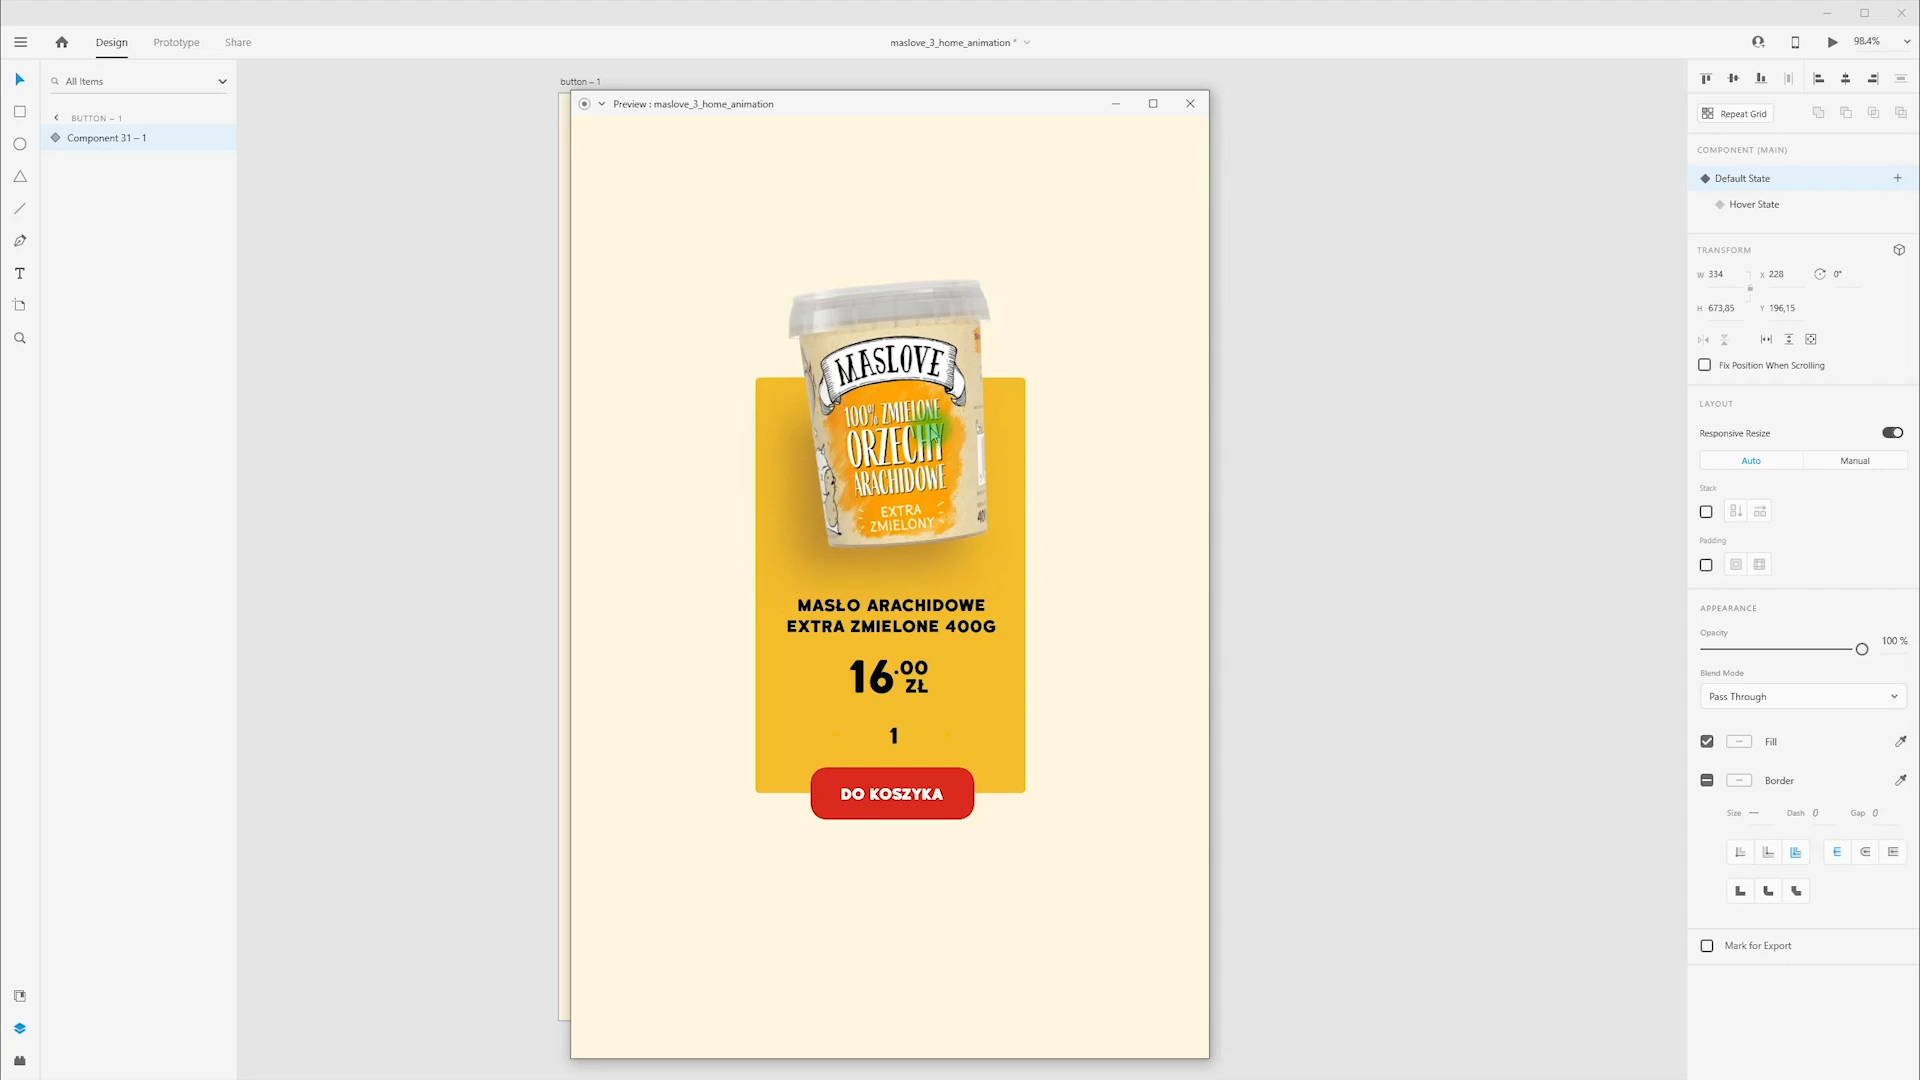 Design
Prototype
Share
maslove_3_home_animation *
98.4%
All Items
button – 1
Preview : maslove_3_home_animation
BUTTON – 1
Component 31 – 1
MASLOVE
100% ZMIELONE
ORZECHY
ARACHIDOWE
EXTRA
ZMIELONY
MASŁO ARACHIDOWE
EXTRA ZMIELONE 400G
16.00
ZŁ
1
DO KOSZYKA
Repeat Grid
COMPONENT (MAIN)
Default State
Hover State
TRANSFORM
W 334 X 228 0°
H 673,85 Y 196,15
Fix Position When Scrolling
LAYOUT
Responsive Resize
Auto Manual
Stack
Padding
APPEARANCE
Opacity
100 %
Blend Mode
Pass Through
Fill
Border
Size — Dash 0 Gap 0
Mark for Export